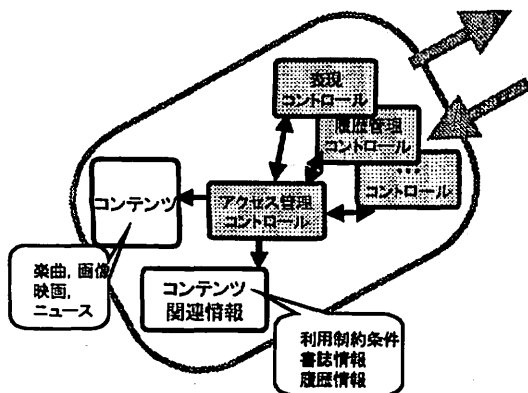 表現
コントロール
履歴管理
コントロール
・・・
コントロール
コンテンツ
アクセス管理
コントロール
楽曲, 画像
映画,
ニュース
コンテンツ
関連情報
利用制約条件
書誌情報
履歴情報